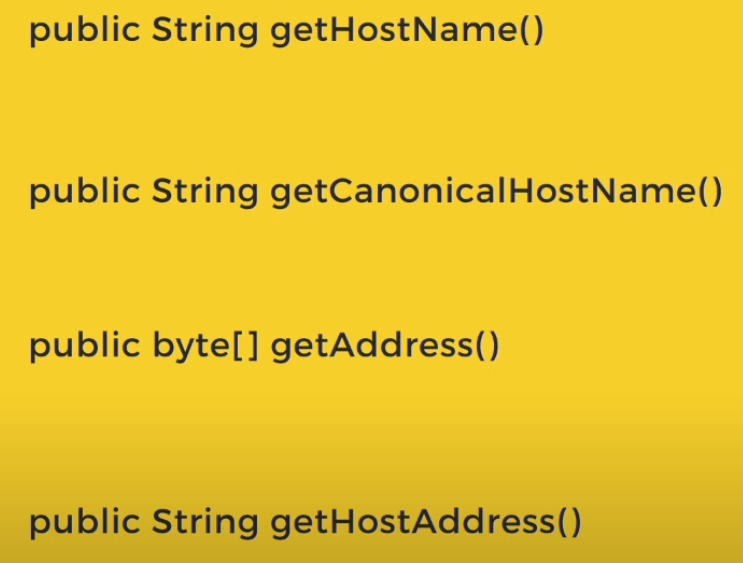 public String getHostName()
public String getCanonicalHostName()
public byte[] getAddress()
public String getHostAddress()